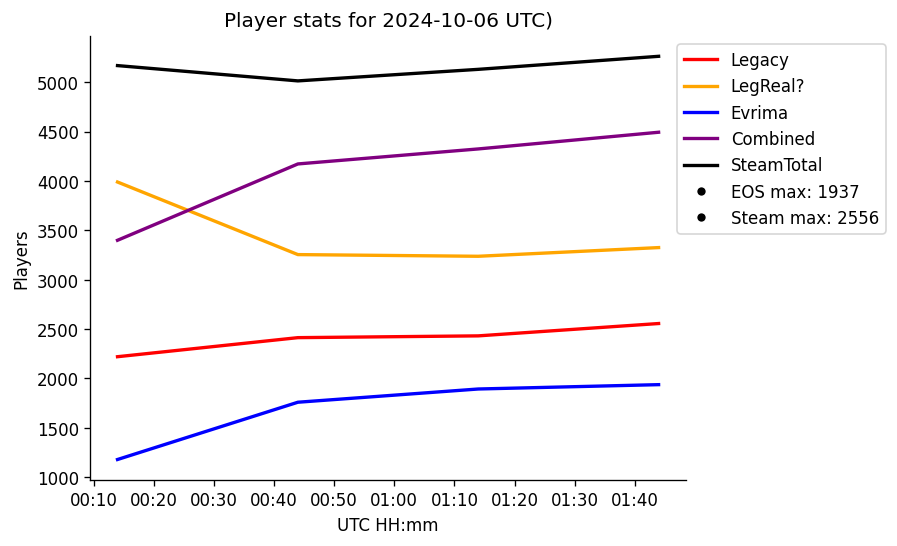 Player stats for 2024-10-06 UTC)
Legacy
LegReal?
Evrima
Combined
SteamTotal
EOS max: 1937
Steam max: 2556
Players
5000
4500
4000
3500
3000
2500
2000
1500
1000
00:10 00:20 00:30 00:40 00:50 01:00 01:10 01:20 01:30 01:40
UTC HH:mm